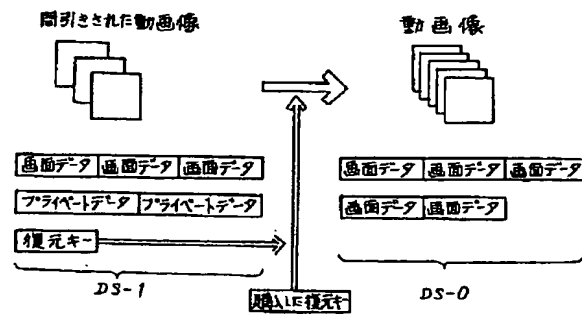 間引きされた動画像
動画像
画面データ 画面データ 画面データ
プライベートデータ プライベートデータ
復元キー
DS-1
画面データ 画面データ 画面データ
画面データ 画面データ
DS-0
購入した復元キー